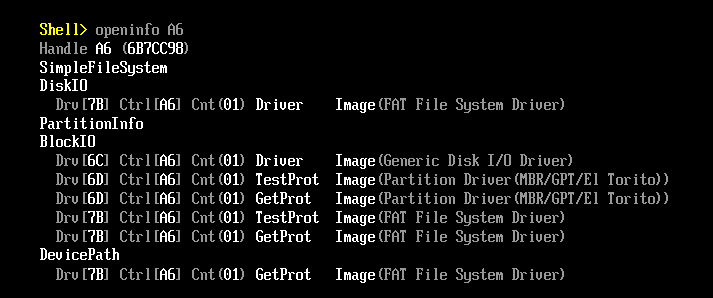 Shell> openinfo A6
Handle A6 (6B7CC98)
SimpleFileSystem
DiskIO
  Drv[7B] Ctrl[A6] Cnt(01) Driver   Image(FAT File System Driver)
PartitionInfo
BlockIO
  Drv[6C] Ctrl[A6] Cnt(01) Driver   Image(Generic Disk I/O Driver)
  Drv[6D] Ctrl[A6] Cnt(01) TestProt Image(Partition Driver(MBR/GPT/El Torito))
  Drv[6D] Ctrl[A6] Cnt(01) GetProt  Image(Partition Driver(MBR/GPT/El Torito))
  Drv[7B] Ctrl[A6] Cnt(01) TestProt Image(FAT File System Driver)
  Drv[7B] Ctrl[A6] Cnt(01) GetProt  Image(FAT File System Driver)
DevicePath
  Drv[7B] Ctrl[A6] Cnt(01) GetProt  Image(FAT File System Driver)